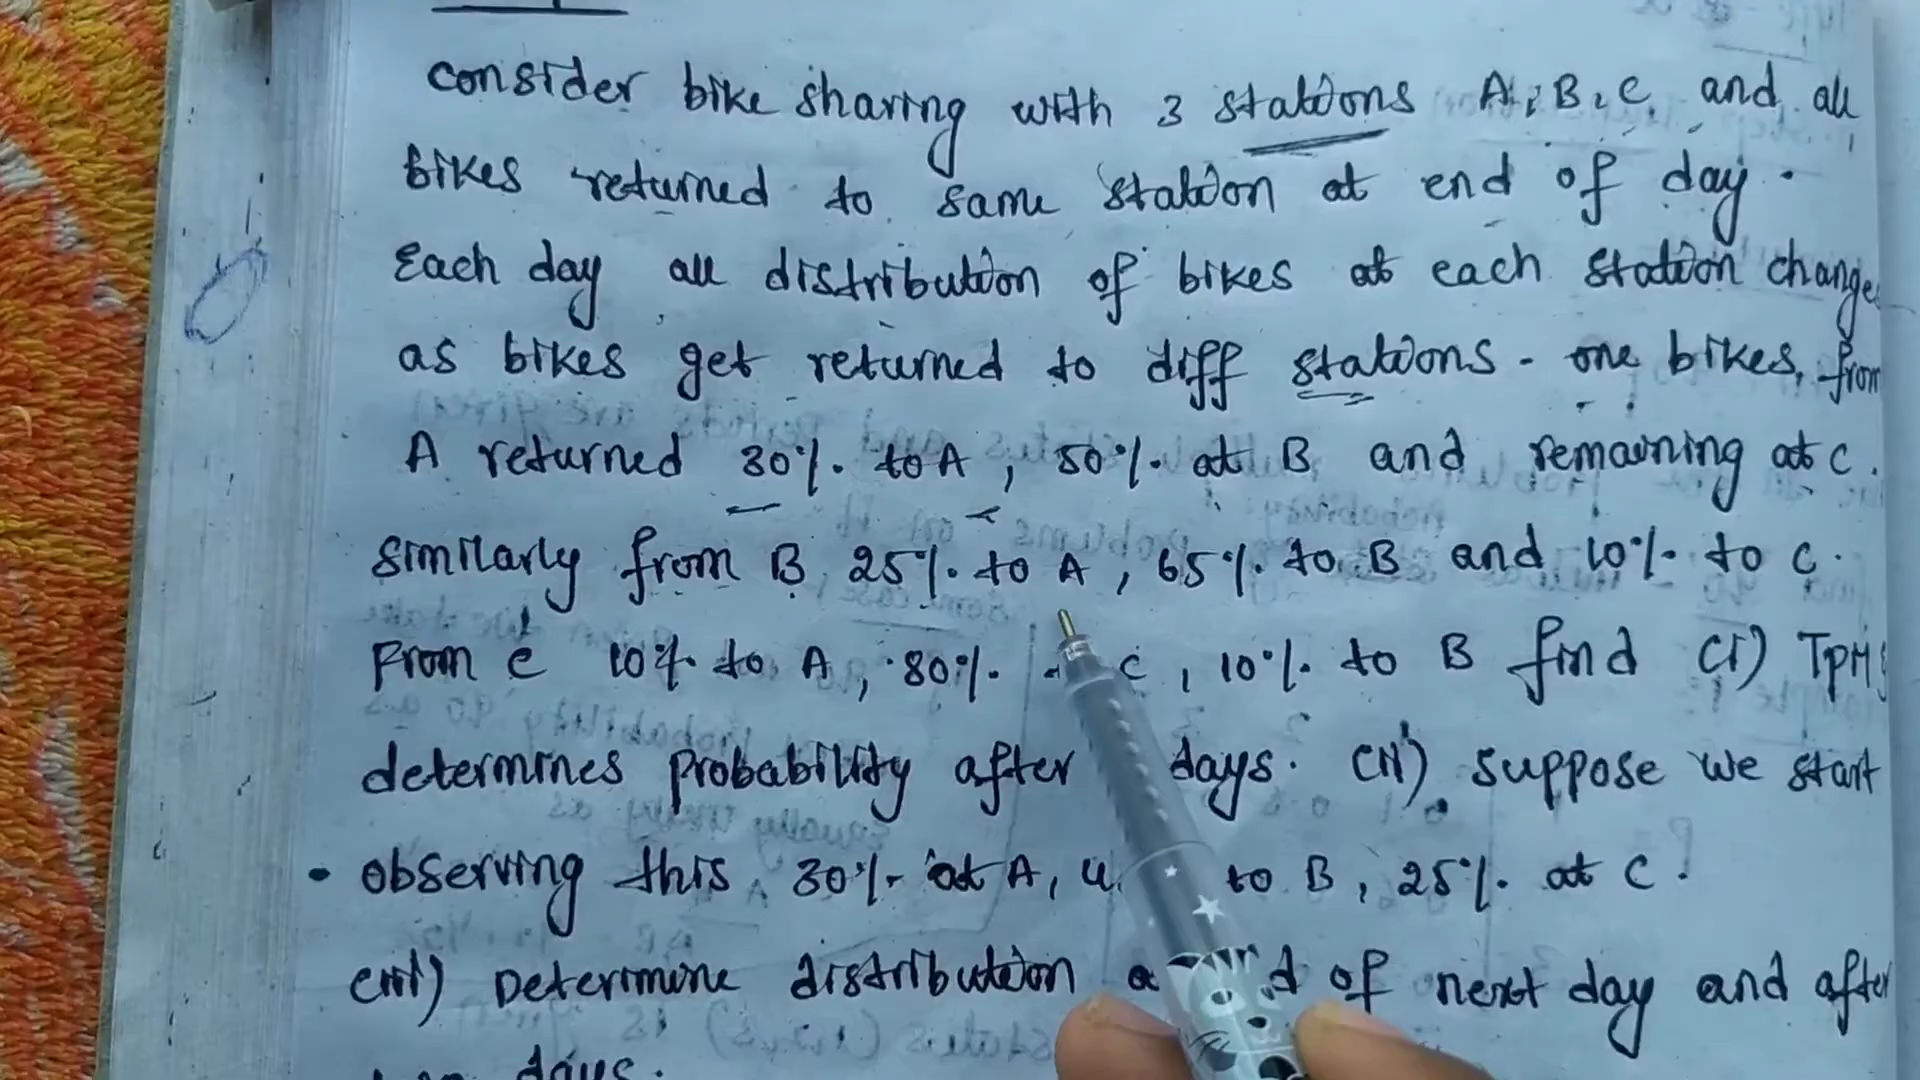 consider bike sharing with 3 stations A, B, C, and all
bikes returned to same station at end of day.
Each day all distribution of bikes at each station change
as bikes get returned to diff stations - one bikes, from
A returned 30% to A, 50% at B and remaining at C.
similarly from B 25% to A, 65% to B and 10% to C.
From C 10% to A, 80% C, 10% to B find (i) TPM
determines probability after days. (ii) suppose we start
observing this 30% at A, to B, 25% at C?
(iii) Determine distribution of next day and after
days.